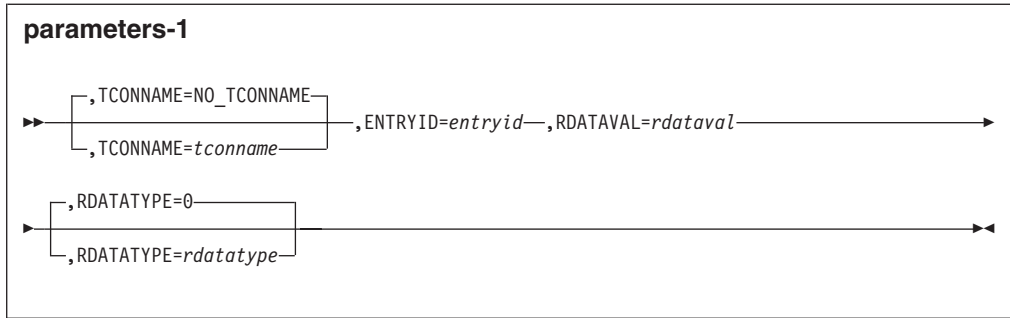 parameters-1
,TCONNAME=NO_TCONNAME
,ENTRYID=entryid ,RDATAVAL=rdataval
,TCONNAME=tconname
,RDATATYPE=0
,RDATATYPE=rdatatype